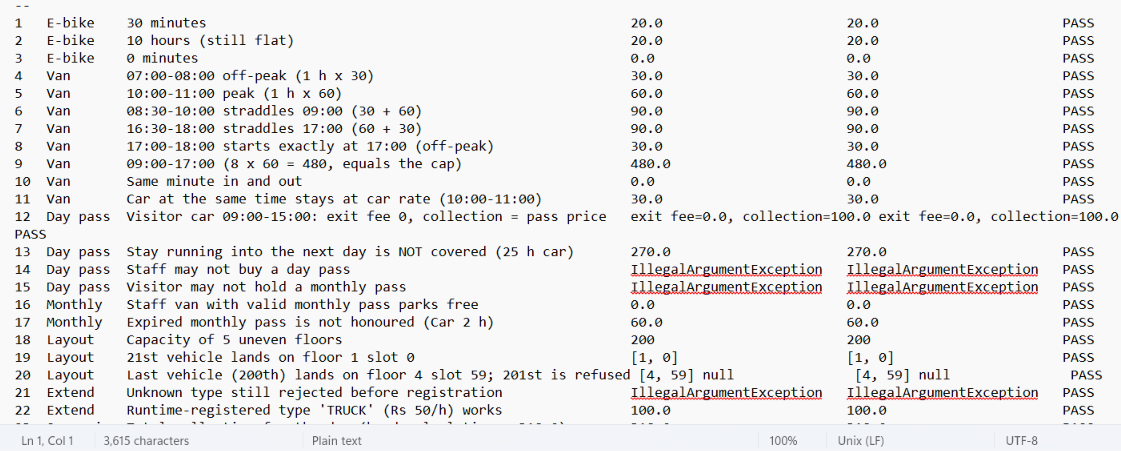 --
1 E-bike 30 minutes 20.0 20.0 PASS
2 E-bike 10 hours (still flat) 20.0 20.0 PASS
3 E-bike 0 minutes 0.0 0.0 PASS
4 Van 07:00-08:00 off-peak (1 h x 30) 30.0 30.0 PASS
5 Van 10:00-11:00 peak (1 h x 60) 60.0 60.0 PASS
6 Van 08:30-10:00 straddles 09:00 (30 + 60) 90.0 90.0 PASS
7 Van 16:30-18:00 straddles 17:00 (60 + 30) 90.0 90.0 PASS
8 Van 17:00-18:00 starts exactly at 17:00 (off-peak) 30.0 30.0 PASS
9 Van 09:00-17:00 (8 x 60 = 480, equals the cap) 480.0 480.0 PASS
10 Van Same minute in and out 0.0 0.0 PASS
11 Van Car at the same time stays at car rate (10:00-11:00) 30.0 30.0 PASS
12 Day pass Visitor car 09:00-15:00: exit fee 0, collection = pass price exit fee=0.0, collection=100.0 exit fee=0.0, collection=100.0
PASS
13 Day pass Stay running into the next day is NOT covered (25 h car) 270.0 270.0 PASS
14 Day pass Staff may not buy a day pass IllegalArgumentException IllegalArgumentException PASS
15 Day pass Visitor may not hold a monthly pass IllegalArgumentException IllegalArgumentException PASS
16 Monthly Staff van with valid monthly pass parks free 0.0 0.0 PASS
17 Monthly Expired monthly pass is not honoured (Car 2 h) 60.0 60.0 PASS
18 Layout Capacity of 5 uneven floors 200 200 PASS
19 Layout 21st vehicle lands on floor 1 slot 0 [1, 0] [1, 0] PASS
20 Layout Last vehicle (200th) lands on floor 4 slot 59; 201st is refused [4, 59] null [4, 59] null PASS
21 Extend Unknown type still rejected before registration IllegalArgumentException IllegalArgumentException PASS
22 Extend Runtime-registered type 'TRUCK' (Rs 50/h) works 100.0 100.0 PASS
Ln 1, Col 1 3,615 characters Plain text 100% Unix (LF) UTF-8